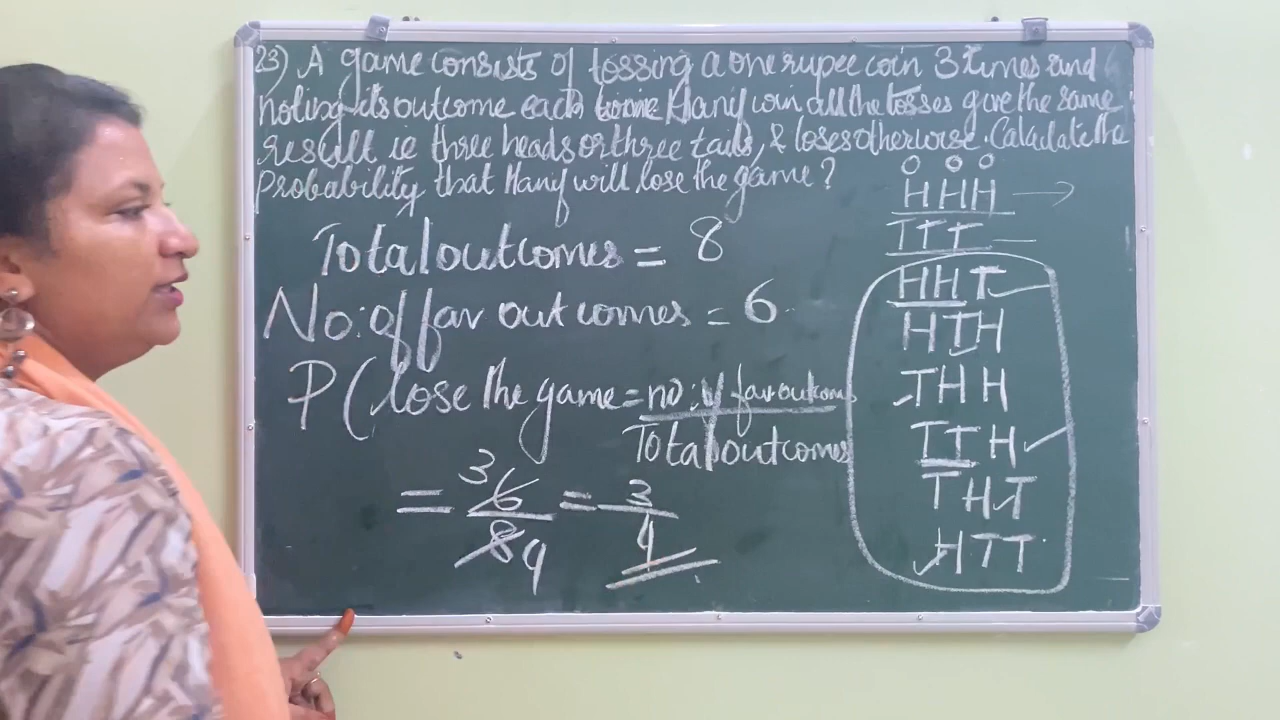 23) A game consists of tossing a one rupee coin 3 times and
noting its outcome each time Hanif win all the tosses give the same
result ie three heads or three tails, & loses otherwise. Calculate the
Probability that Hanif will lose the game?
Total outcomes = 8
No: of fav outcomes = 6
P(lose the game = no: of fav outcomes
Total outcomes
= 6/8 = 3/4
3
4
HHH →
TTT
HHT
HTH
THH
TTH
THT
HTT